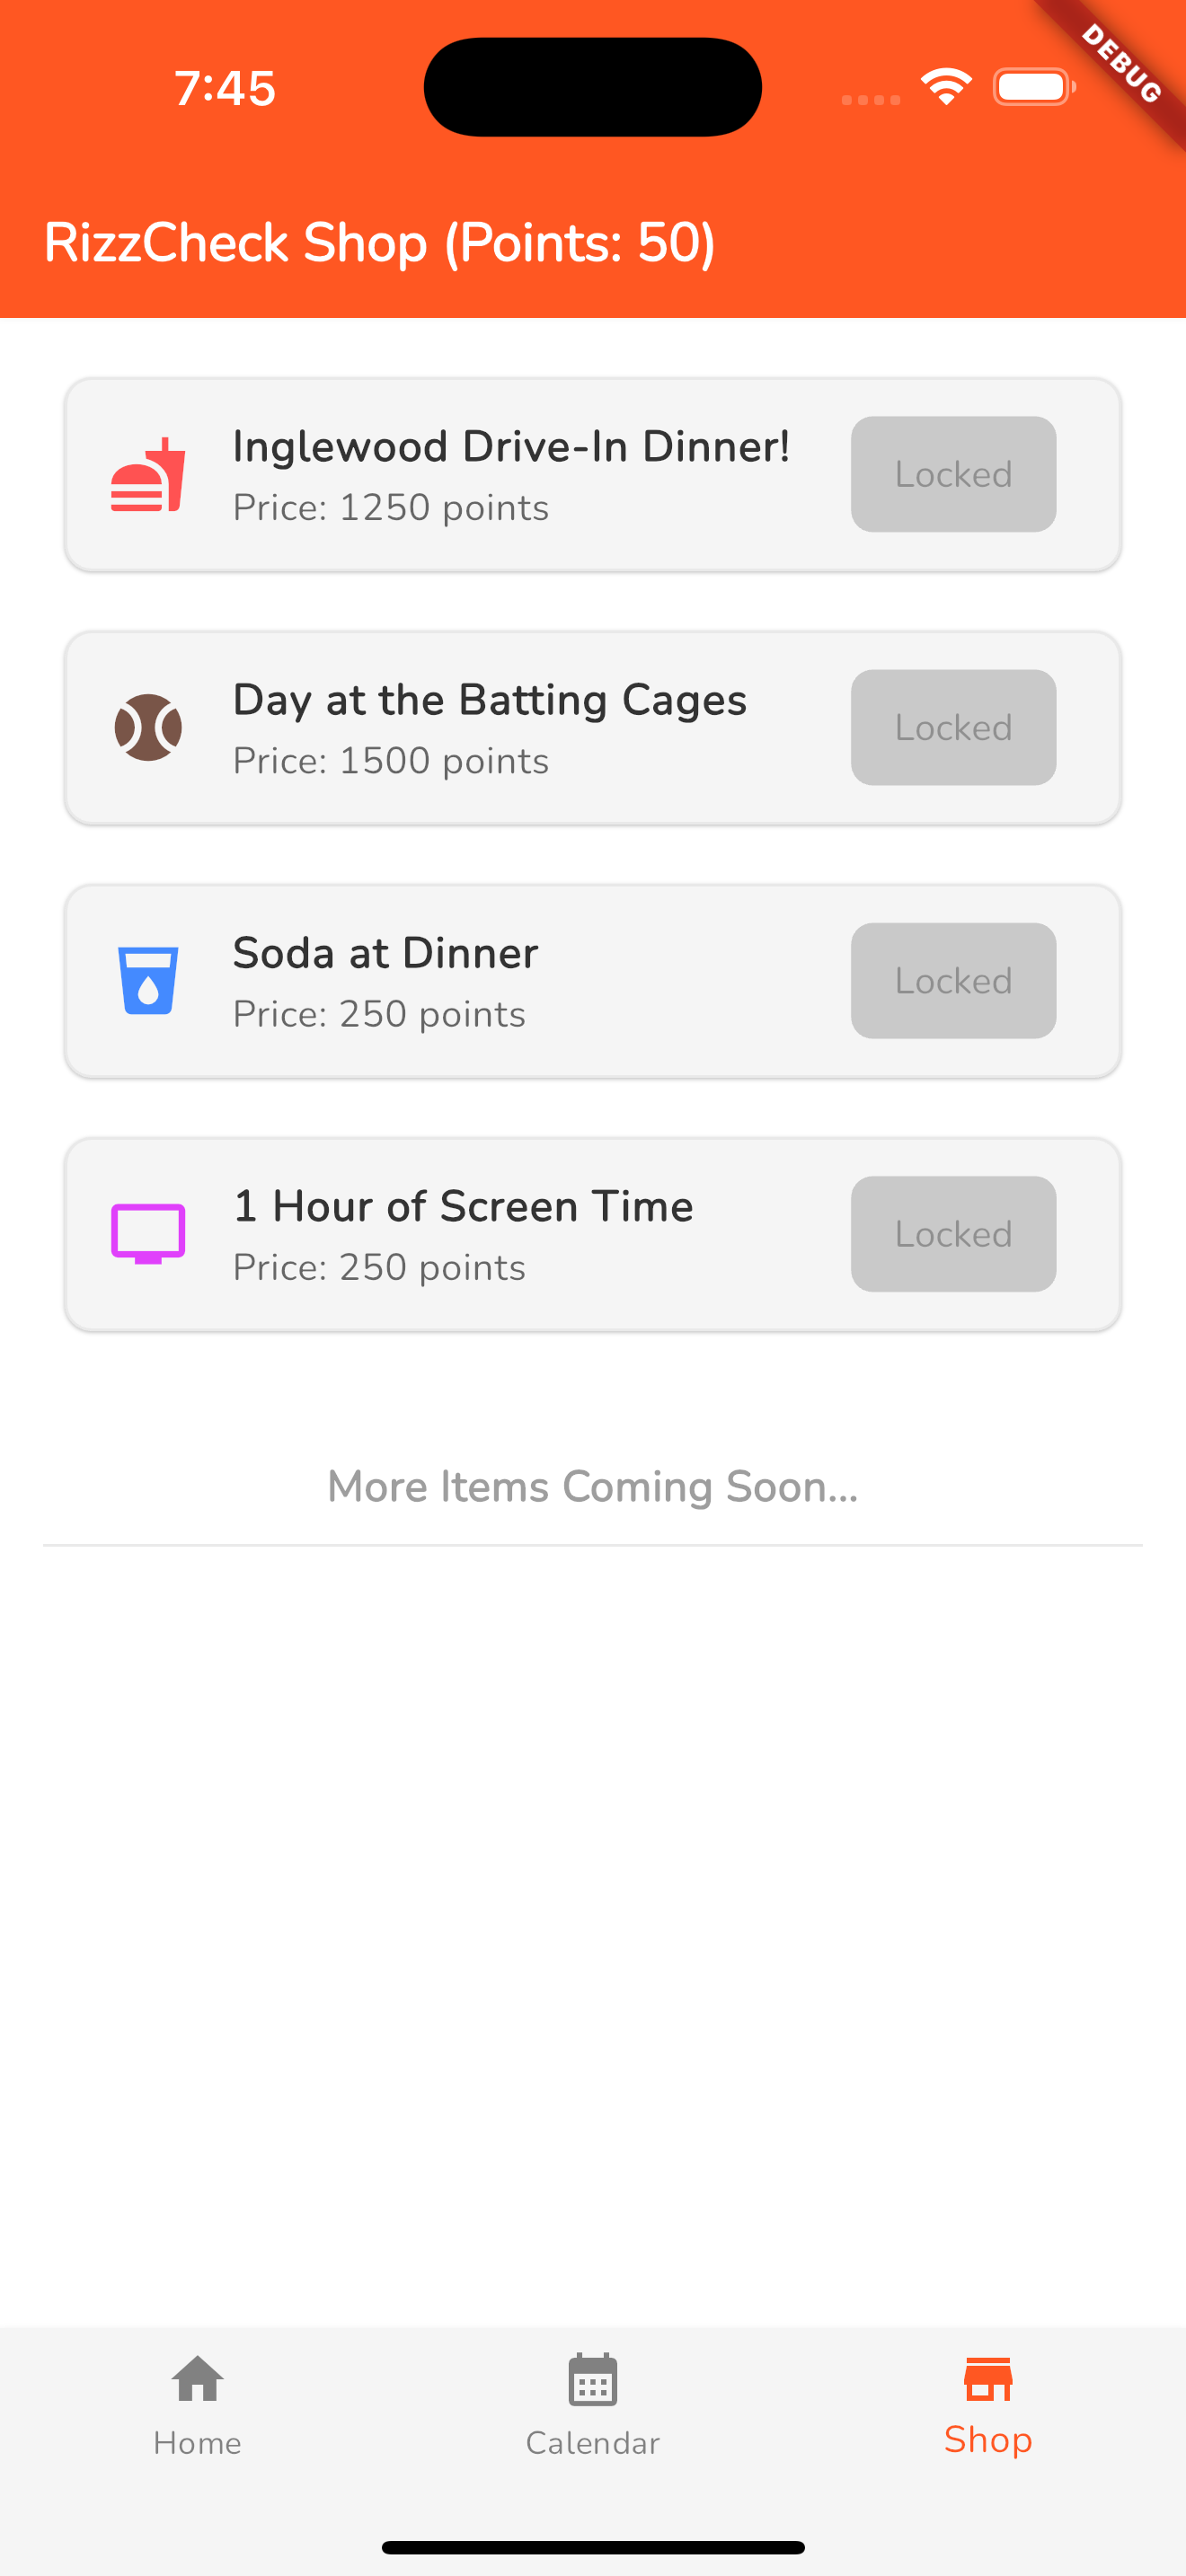 7:45
DEBUG
RizzCheck Shop (Points: 50)
Inglewood Drive-In Dinner!
Price: 1250 points
Locked
Day at the Batting Cages
Price: 1500 points
Locked
Soda at Dinner
Price: 250 points
Locked
1 Hour of Screen Time
Price: 250 points
Locked
More Items Coming Soon...
Home
Calendar
Shop